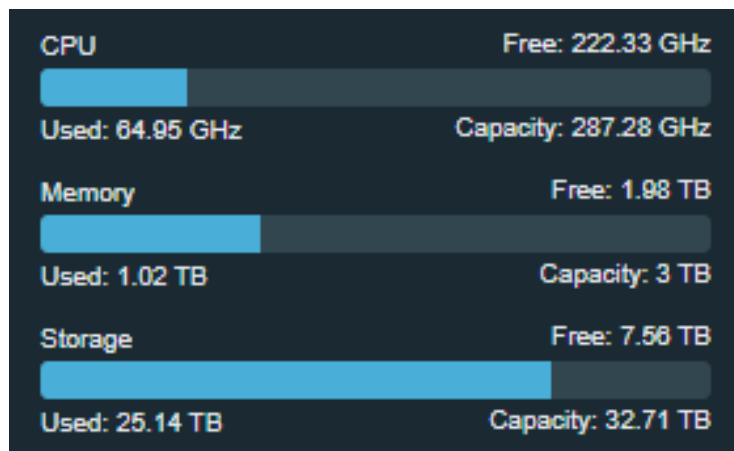 CPU Free: 222.33 GHz
Used: 64.95 GHz Capacity: 287.28 GHz
Memory Free: 1.98 TB
Used: 1.02 TB Capacity: 3 TB
Storage Free: 7.56 TB
Used: 25.14 TB Capacity: 32.71 TB